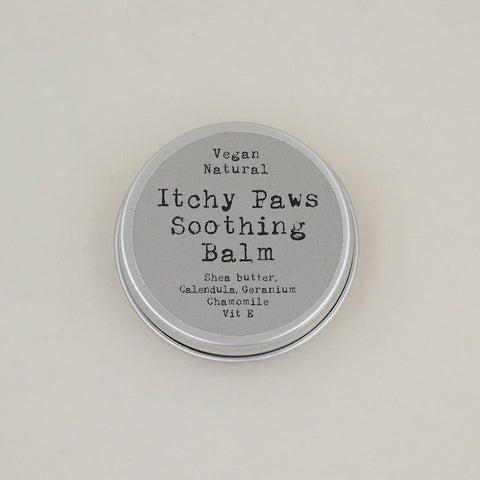 Vegan
Natural
Itchy Paws
Soothing
Balm
Shea butter,
Calendula, Geranium
Chamomile
Vit E